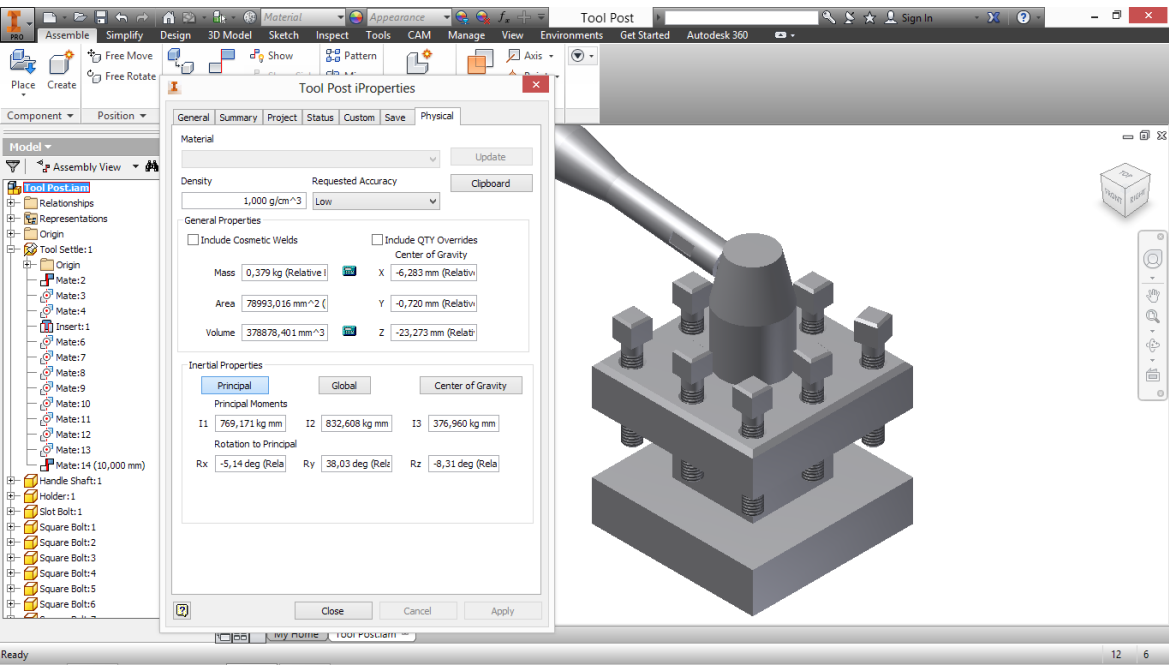 PRO
Material
Appearance
Tool Post
Sign In
Assemble Simplify Design 3D Model Sketch Inspect Tools CAM Manage View Environments Get Started Autodesk 360
Place
Create
Free Move
Free Rotate
Show
Pattern
Axis
Component
Position
Model
Assembly View
Tool Post.iam
Relationships
Representations
Origin
Tool Settle:1
Origin
Mate:2
Mate:3
Mate:4
Insert:1
Mate:6
Mate:7
Mate:8
Mate:9
Mate:10
Mate:11
Mate:12
Mate:13
Mate:14 (10,000 mm)
Handle Shaft:1
Holder:1
Slot Bolt:1
Square Bolt:1
Square Bolt:2
Square Bolt:3
Square Bolt:4
Square Bolt:5
Square Bolt:6
Tool Post iProperties
General Summary Project Status Custom Save Physical
Material
Update
Density
Requested Accuracy
Clipboard
1,000 g/cm^3
Low
General Properties
Include Cosmetic Welds
Include QTY Overrides
Center of Gravity
Mass 0,379 kg (Relative X -6,283 mm (Relativ
Area 78993,016 mm^2 ( Y -0,720 mm (Relativ
Volume 378878,401 mm^3 Z -23,273 mm (Relati
Inertial Properties
Principal Global Center of Gravity
Principal Moments
I1 769,171 kg mm I2 832,608 kg mm I3 376,960 kg mm
Rotation to Principal
Rx -5,14 deg (Rela Ry 38,03 deg (Rela Rz -8,31 deg (Rela
Close Cancel Apply
TOP
FRONT
RIGHT
My Home
Tool Post.iam
Ready
12 6